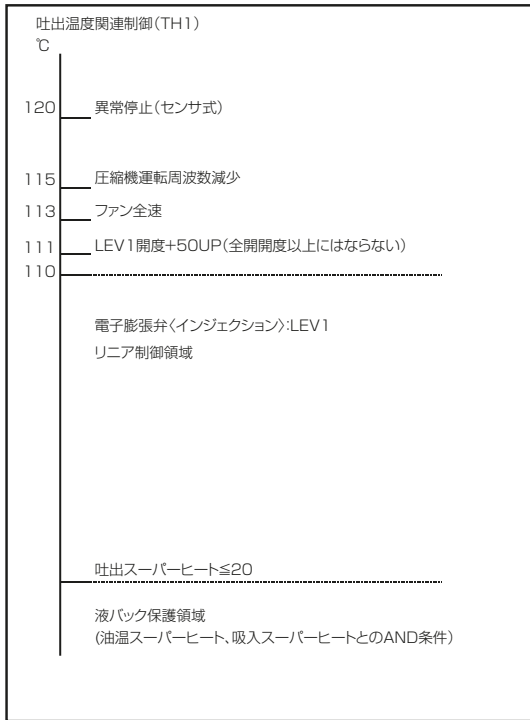 吐出温度関連制御(TH1)
℃
120 異常停止(センサ式)
115 圧縮機運転周波数減少
113 ファン全速
111 LEV1開度+50UP(全開開度以上にはならない)
110
電子膨張弁〈インジェクション〉:LEV1
リニア制御領域
吐出スーパーヒート≦20
液バック保護領域
(油温スーパーヒート、吸入スーパーヒートとのAND条件)